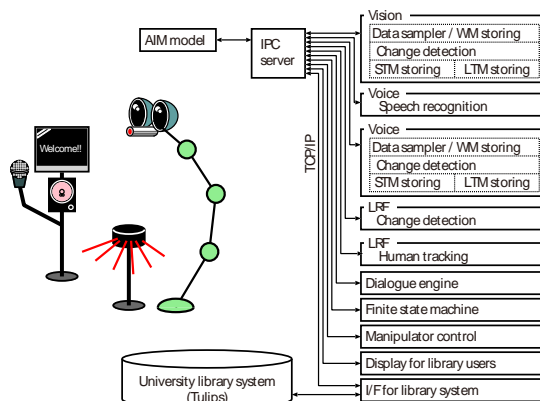 AIM model
IPC
server
TCP/IP
Welcome!!
Vision
Data sampler / WM storing
Change detection
STM storing
LTM storing
Voice
Speech recognition
Voice
Data sampler / WM storing
Change detection
STM storing
LTM storing
LRF
Change detection
LRF
Human tracking
Dialogue engine
Finite state machine
Manipulator control
Display for library users
I/F for library system
University library system
(Tulips)